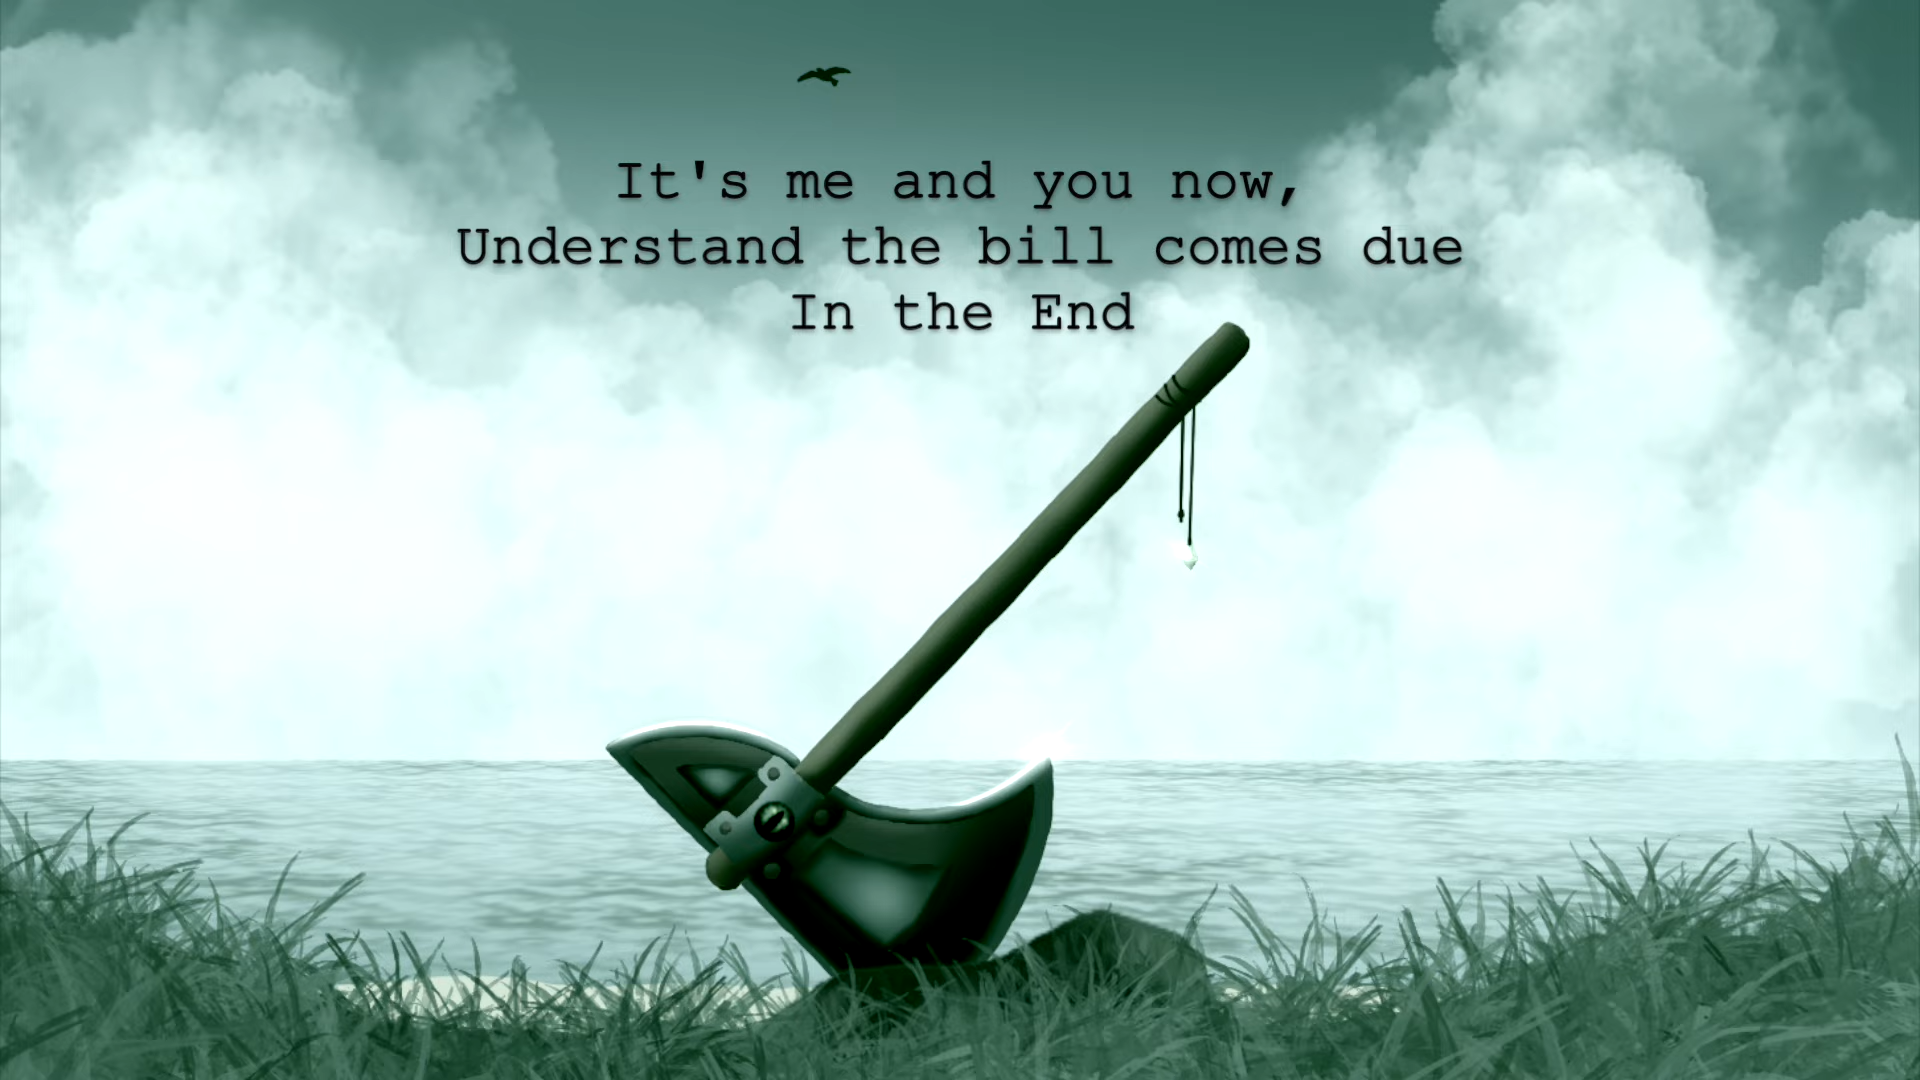 It's me and you now,
Understand the bill comes due
In the End